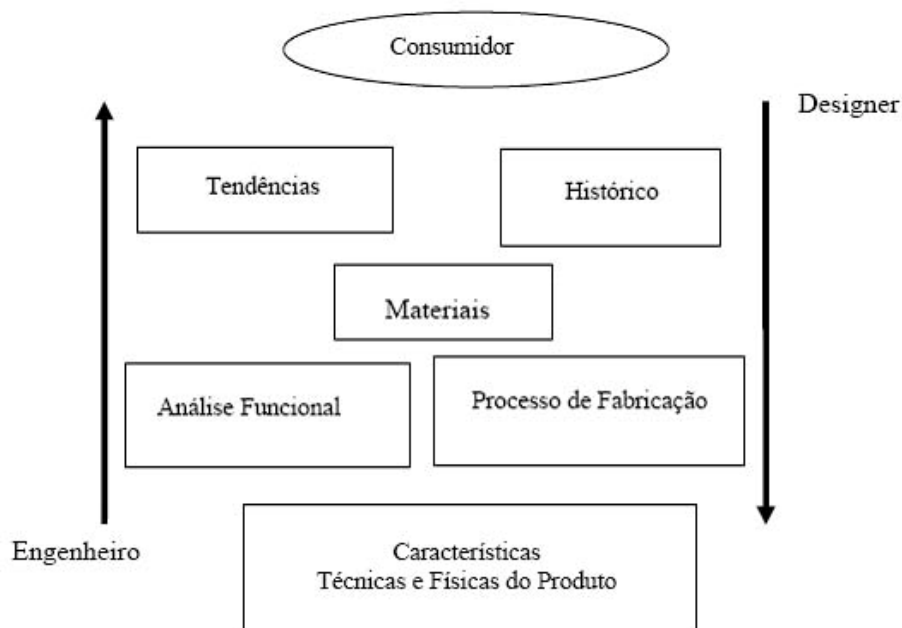 Consumidor
Designer
Tendências
Histórico
Materiais
Análise Funcional
Processo de Fabricação
Engenheiro
Características
Técnicas e Físicas do Produto